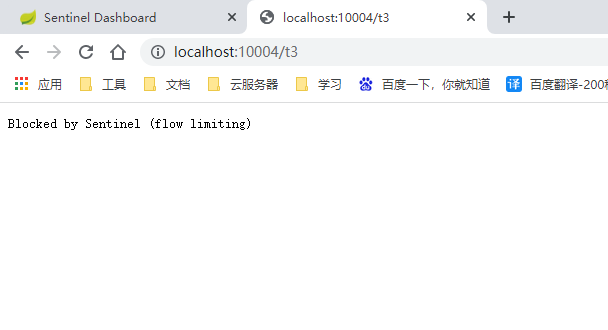 Sentinel Dashboard
localhost:10004/t3
localhost:10004/t3
应用 工具 文档 云服务器 学习 百度一下，你就知道 译 百度翻译-200
Blocked by Sentinel (flow limiting)